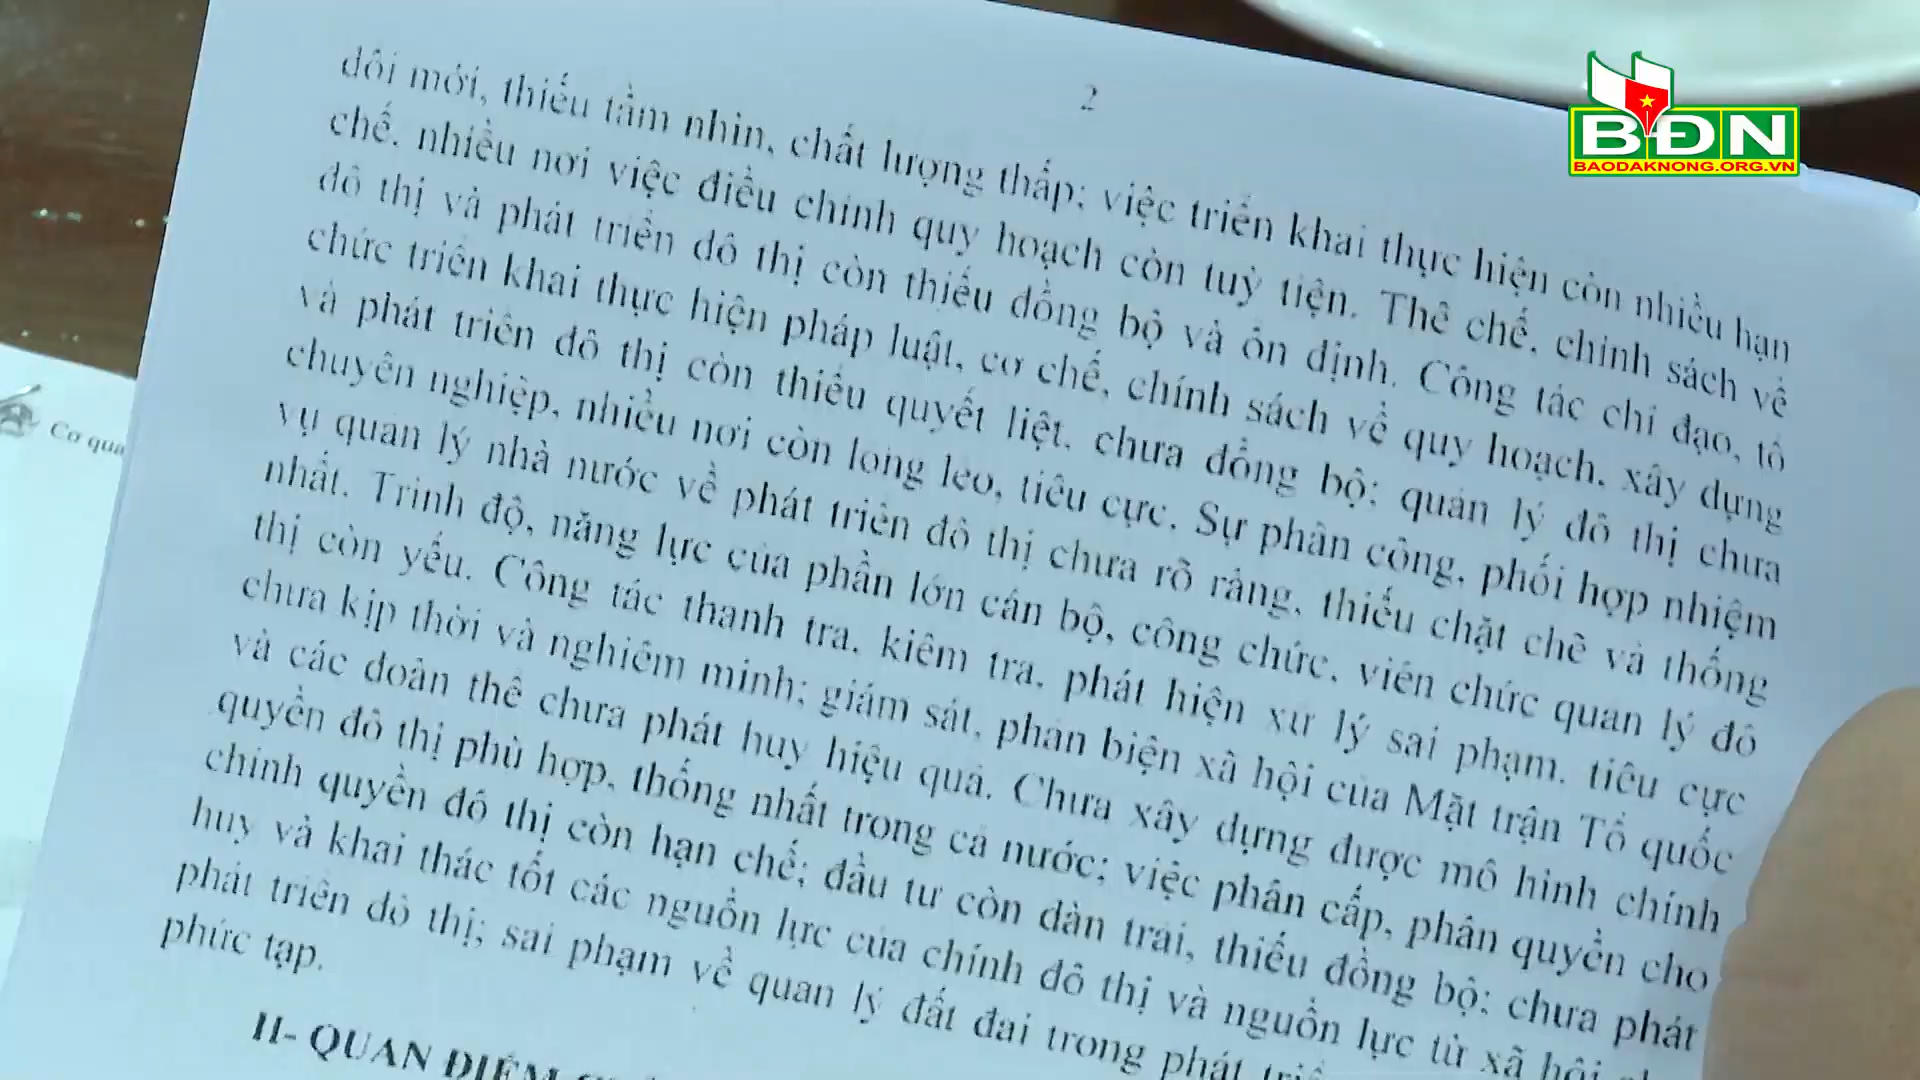 2
đổi mới, thiếu tầm nhìn, chất lượng thấp; việc triển khai thực hiện còn nhiều hạn
chế, nhiều nơi việc điều chỉnh quy hoạch còn tuỳ tiện. Thể chế, chính sách về
đô thị và phát triển đô thị còn thiếu đồng bộ và ổn định. Công tác chỉ đạo, tổ
chức triển khai thực hiện pháp luật, cơ chế, chính sách về quy hoạch, xây dựng
và phát triển đô thị còn thiếu quyết liệt, chưa đồng bộ; quản lý đô thị chưa
chuyên nghiệp, nhiều nơi còn lỏng lẻo, tiêu cực. Sự phân công, phối hợp nhiệm
vụ quản lý nhà nước về phát triển đô thị chưa rõ ràng, thiếu chặt chẽ và thống
nhất. Trình độ, năng lực của phần lớn cán bộ, công chức, viên chức quản lý đô
thị còn yếu. Công tác thanh tra, kiểm tra, phát hiện xử lý sai phạm, tiêu cực
chưa kịp thời và nghiêm minh; giám sát, phản biện xã hội của Mặt trận Tổ quốc
và các đoàn thể chưa phát huy hiệu quả. Chưa xây dựng được mô hình chính
quyền đô thị phù hợp, thống nhất trong cả nước; việc phân cấp, phân quyền cho
chính quyền đô thị còn hạn chế; đầu tư còn dàn trải, thiếu đồng bộ; chưa phát
huy và khai thác tốt các nguồn lực của chính đô thị và nguồn lực từ xã hội
phát triển đô thị; sai phạm về quản lý đất đai trong phát
phức tạp.
II- QUAN ĐIỂM
Cơ qua
BĐN
BAODAKNONG.ORG.VN